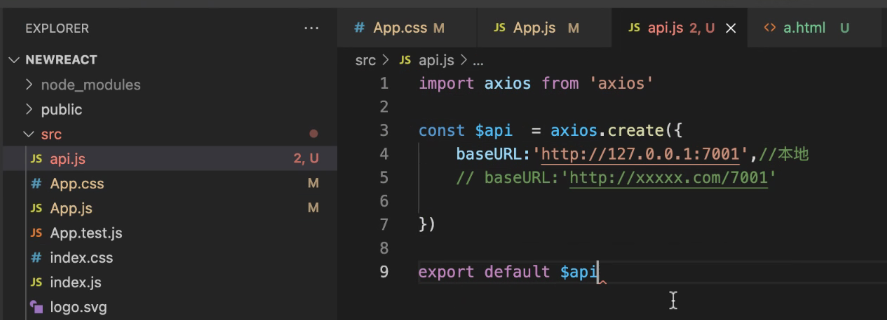 EXPLORER ...
NEWREACT
node_modules
public
src
JS api.js 2, U
# App.css M
JS App.js M
JS App.test.js
# index.css
JS index.js
logo.svg
# App.css M JS App.js M JS api.js 2, U × <> a.html U
src > JS api.js > ...
1 import axios from 'axios'
2
3 const $api = axios.create({
4 baseURL:'http://127.0.0.1:7001',//本地
5 // baseURL:'http://xxxxx.com/7001'
6
7 })
8
9 export default $api